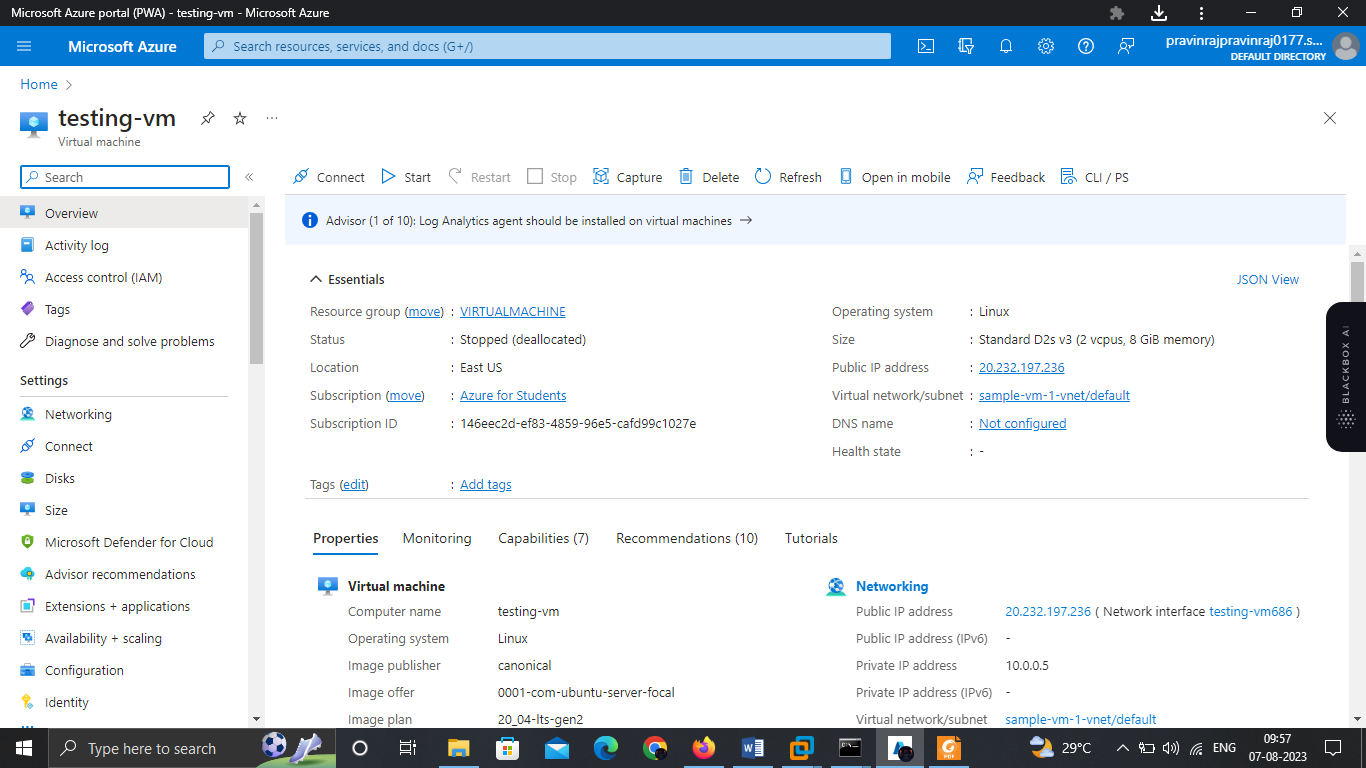 Microsoft Azure portal (PWA) - testing-vm - Microsoft Azure
Microsoft Azure
Search resources, services, and docs (G+/)
pravinrajpravinraj0177.s...
DEFAULT DIRECTORY
Home
testing-vm
Virtual machine
Search
Connect Start Restart Stop Capture Delete Refresh Open in mobile Feedback CLI / PS
Overview
Activity log
Access control (IAM)
Tags
Diagnose and solve problems
Settings
Networking
Connect
Disks
Size
Microsoft Defender for Cloud
Advisor recommendations
Extensions + applications
Availability + scaling
Configuration
Identity
Advisor (1 of 10): Log Analytics agent should be installed on virtual machines
Essentials
JSON View
Resource group (move) : VIRTUALMACHINE
Status : Stopped (deallocated)
Location : East US
Subscription (move) : Azure for Students
Subscription ID : 146eec2d-ef83-4859-96e5-cafd99c1027e
Operating system : Linux
Size : Standard D2s v3 (2 vcpus, 8 GiB memory)
Public IP address : 20.232.197.236
Virtual network/subnet : sample-vm-1-vnet/default
DNS name : Not configured
Health state : -
Tags (edit) : Add tags
Properties Monitoring Capabilities (7) Recommendations (10) Tutorials
Virtual machine
Computer name testing-vm
Operating system Linux
Image publisher canonical
Image offer 0001-com-ubuntu-server-focal
Image plan 20_04-lts-gen2
Networking
Public IP address 20.232.197.236 ( Network interface testing-vm686 )
Public IP address (IPv6) -
Private IP address 10.0.0.5
Private IP address (IPv6) -
Virtual network/subnet sample-vm-1-vnet/default
BLACKBOX AI
Type here to search
29°C
ENG
09:57
07-08-2023